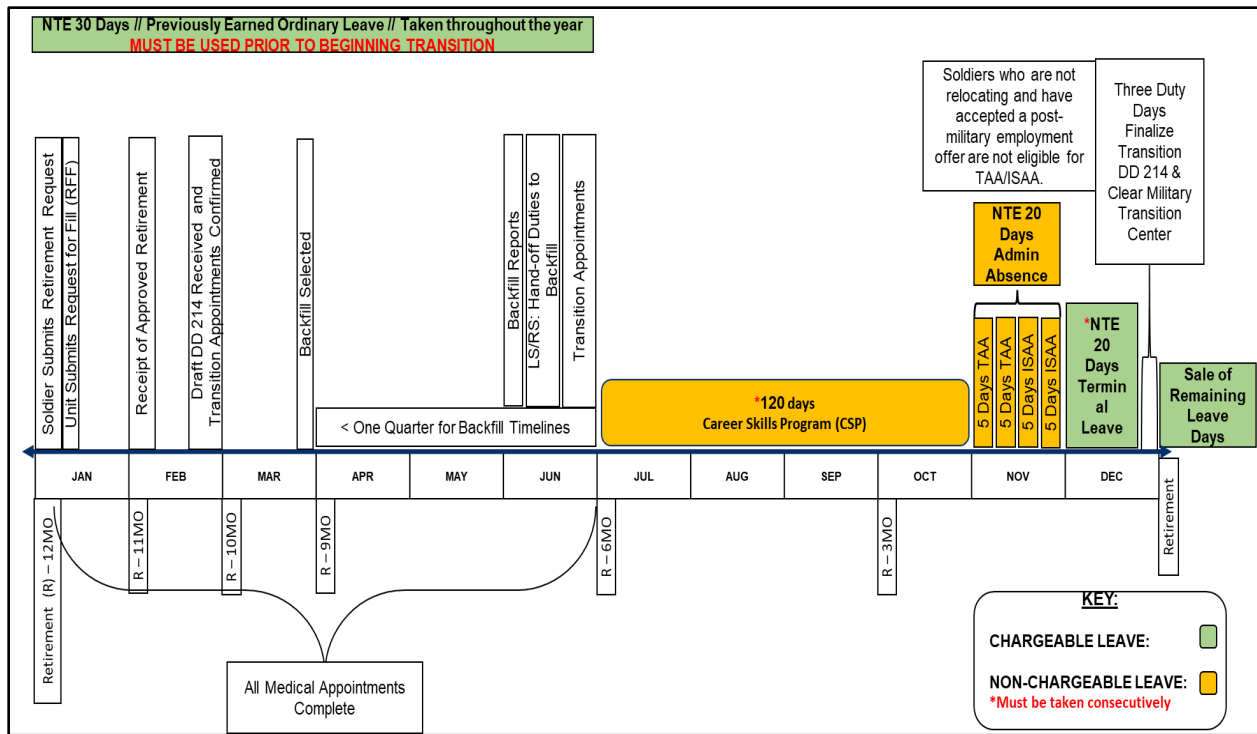 NTE 30 Days // Previously Earned Ordinary Leave // Taken throughout the year
MUST BE USED PRIOR TO BEGINNING TRANSITION
Soldier Submits Retirement Request
Unit Submits Request for Fill (RFF)
Receipt of Approved Retirement
Draft DD 214 Received and
Transition Appointments Confirmed
Backfill Selected
Backfill Reports
LS/RS: Hand-off Duties to
Backfill
Transition Appointments
< One Quarter for Backfill Timelines
*120 days
Career Skills Program (CSP)
Soldiers who are not
relocating and have
accepted a post-
military employment
offer are not eligible for
TAA/ISAA.
NTE 20
Days
Admin
Absence
5 Days TAA
5 Days TAA
5 Days ISAA
5 Days ISAA
*NTE
20
Days
Termin
al
Leave
Three Duty
Days
Finalize
Transition
DD 214 &
Clear Military
Transition
Center
Sale of
Remaining
Leave
Days
JAN
FEB
MAR
APR
MAY
JUN
JUL
AUG
SEP
OCT
NOV
DEC
Retirement (R) – 12MO
R – 11MO
R – 10MO
R – 9MO
R – 6MO
R – 3MO
Retirement
All Medical Appointments
Complete
KEY:
CHARGEABLE LEAVE:
NON-CHARGEABLE LEAVE:
*Must be taken consecutively